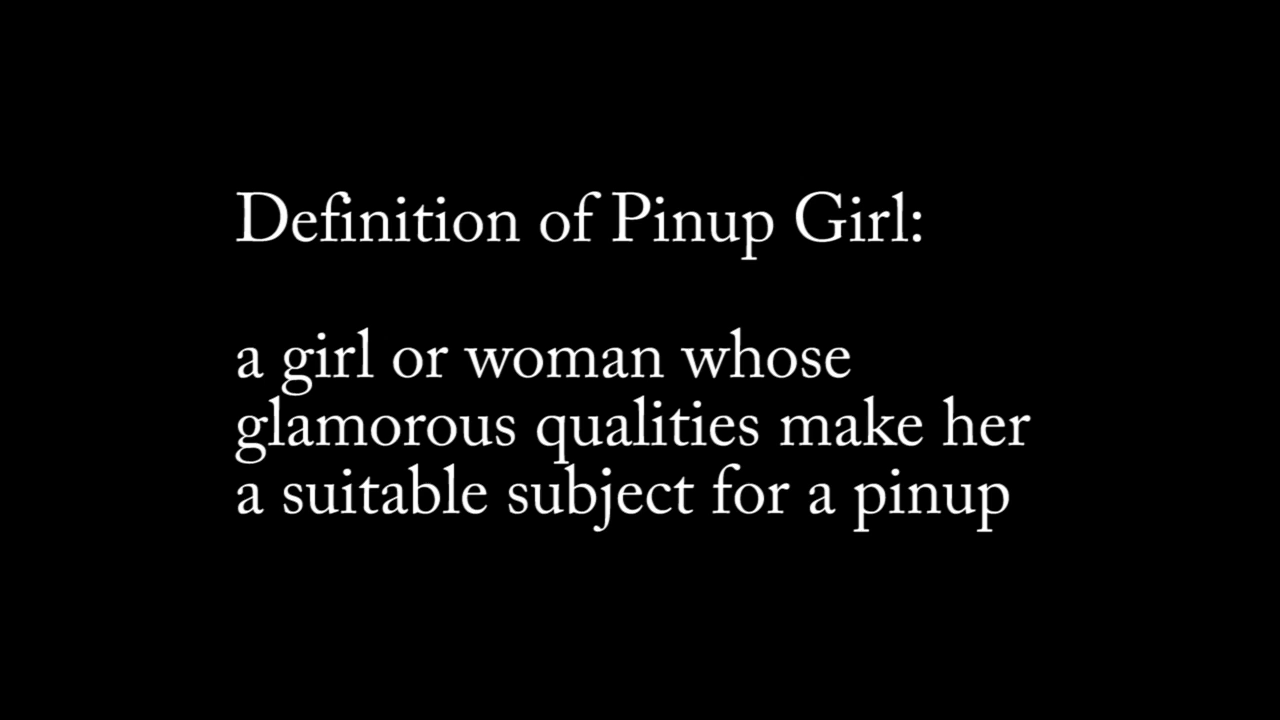 Definition of Pinup Girl:
a girl or woman whose
glamorous qualities make her
a suitable subject for a pinup